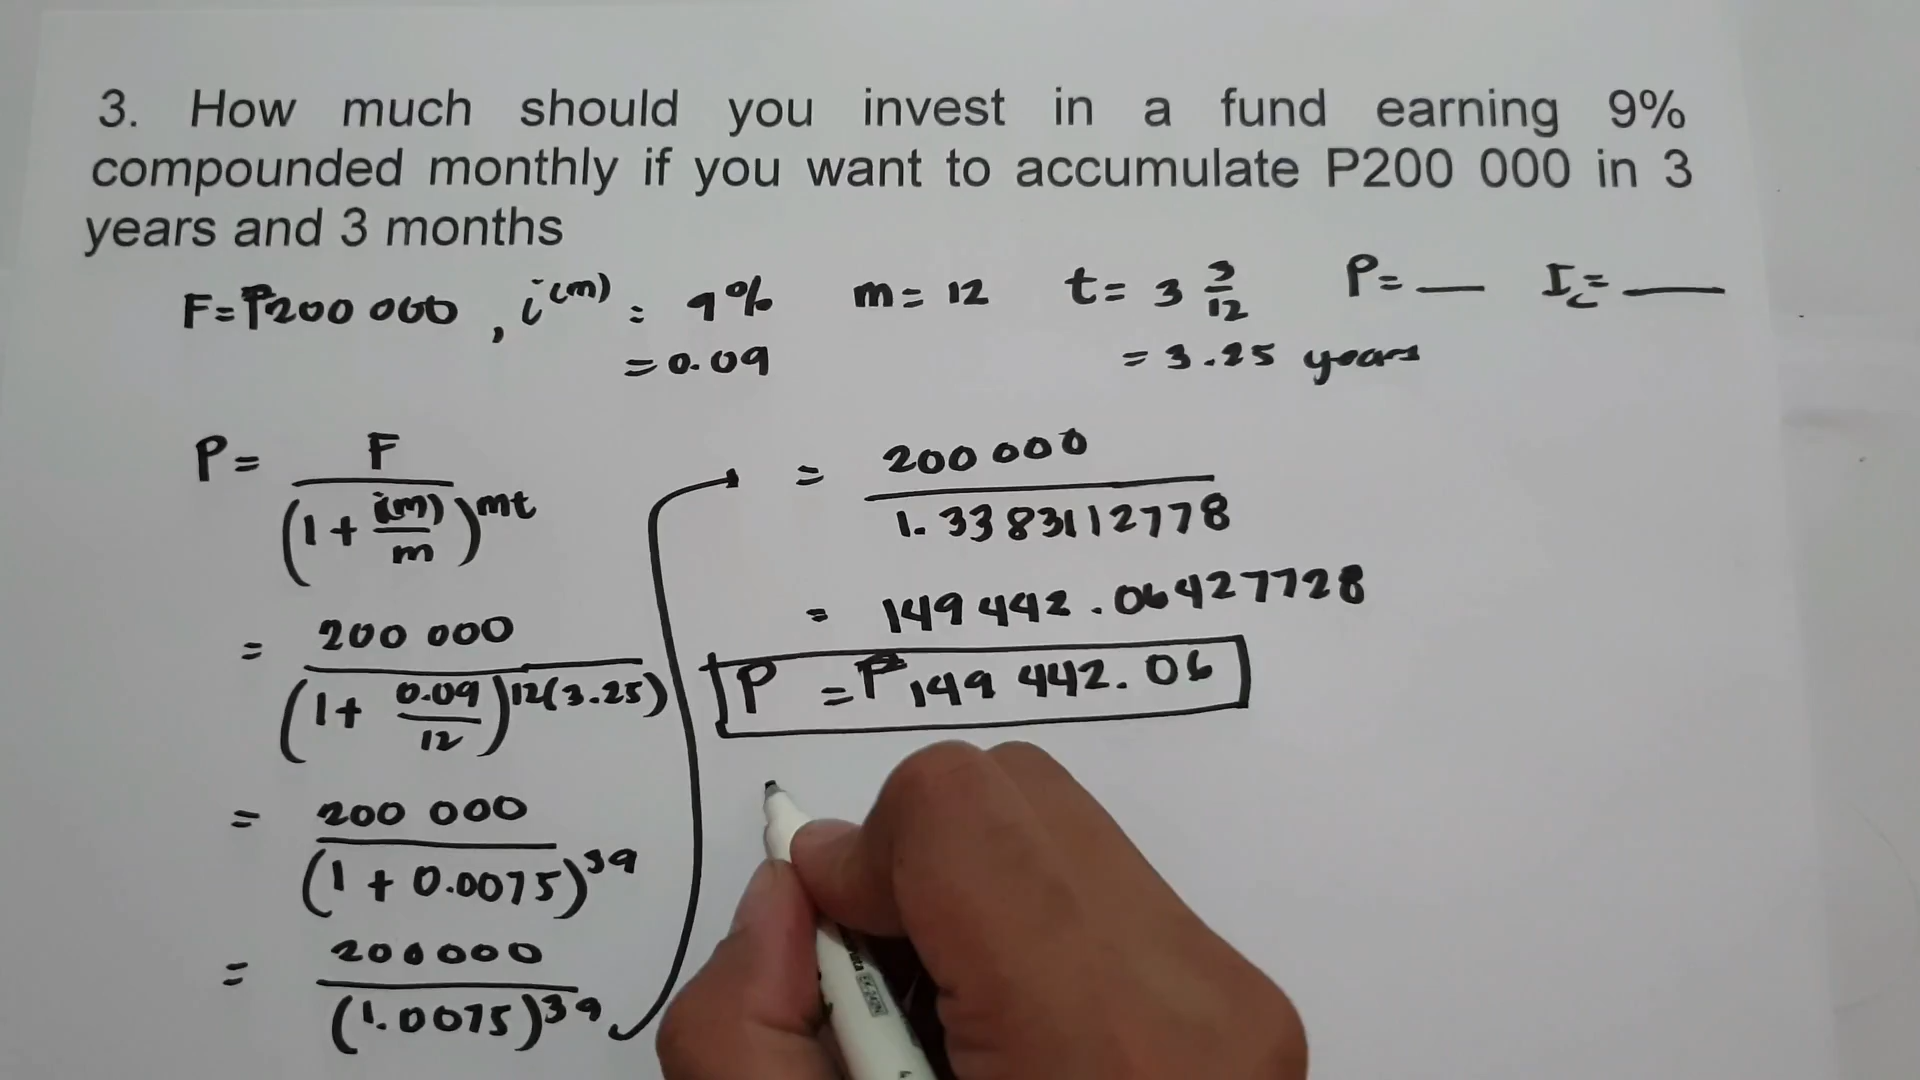 3. How much should you invest in a fund earning 9%
compounded monthly if you want to accumulate P200 000 in 3
years and 3 months
F=₱200 000, i^(m) = 9% m=12 t= 3 3/12 P=__ I_c=__
=0.09 = 3.25 years
P= F/(1+ i(m)/m)^mt
= 200 000/(1+ 0.09/12)^12(3.25)
= 200 000/(1+0.0075)^39
= 200000/(1.0075)^39
= 200 000/1.3383112778
= 149 442.06427728
P =₱149 442.06